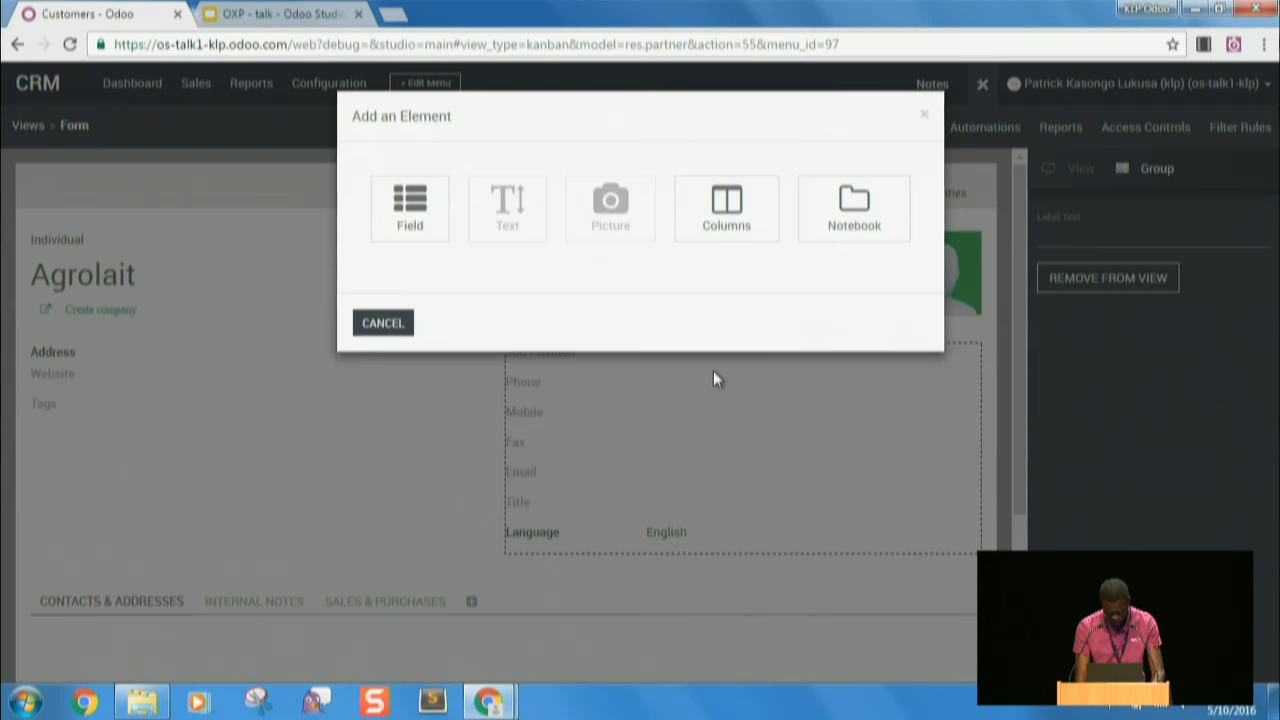 Customers - Odoo
OXP - talk - Odoo Studi
KLP Odoo
https://os-talk1-klp.odoo.com/web?debug=&studio=main#view_type=kanban&model=res.partner&action=55&menu_id=97
CRM Dashboard Sales Reports Configuration + Edit Menu Notes Patrick Kasongo Lukusa (klp) (os-talk1-klp)
Views > Form Automations Reports Access Controls Filter Rules
Add an Element
Field Text Picture Columns Notebook
CANCEL
View Group
Label text
REMOVE FROM VIEW
Individual
Agrolait
Create company
Address
Website
Tags
Job Position
Phone
Mobile
Fax
Email
Title
Language English
CONTACTS & ADDRESSES INTERNAL NOTES SALES & PURCHASES
5/10/2016